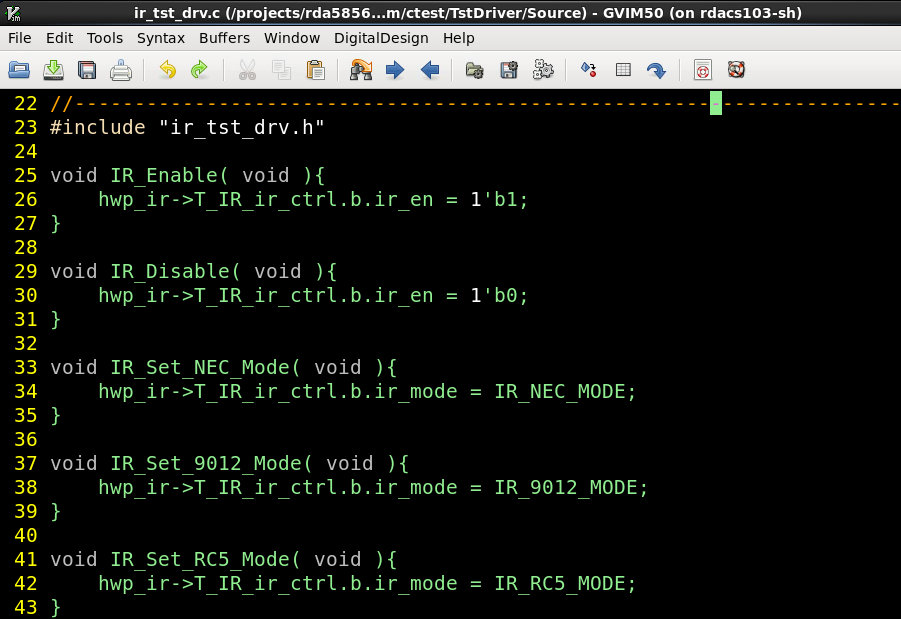 ir_tst_drv.c (/projects/rda5856...m/ctest/TstDriver/Source) - GVIM50 (on rdacs103-sh)
File Edit Tools Syntax Buffers Window DigitalDesign Help
22 //---------------------------------------------------------------------
23 #include "ir_tst_drv.h"
24
25 void IR_Enable( void ){
26     hwp_ir->T_IR_ir_ctrl.b.ir_en = 1'b1;
27 }
28
29 void IR_Disable( void ){
30     hwp_ir->T_IR_ir_ctrl.b.ir_en = 1'b0;
31 }
32
33 void IR_Set_NEC_Mode( void ){
34     hwp_ir->T_IR_ir_ctrl.b.ir_mode = IR_NEC_MODE;
35 }
36
37 void IR_Set_9012_Mode( void ){
38     hwp_ir->T_IR_ir_ctrl.b.ir_mode = IR_9012_MODE;
39 }
40
41 void IR_Set_RC5_Mode( void ){
42     hwp_ir->T_IR_ir_ctrl.b.ir_mode = IR_RC5_MODE;
43 }